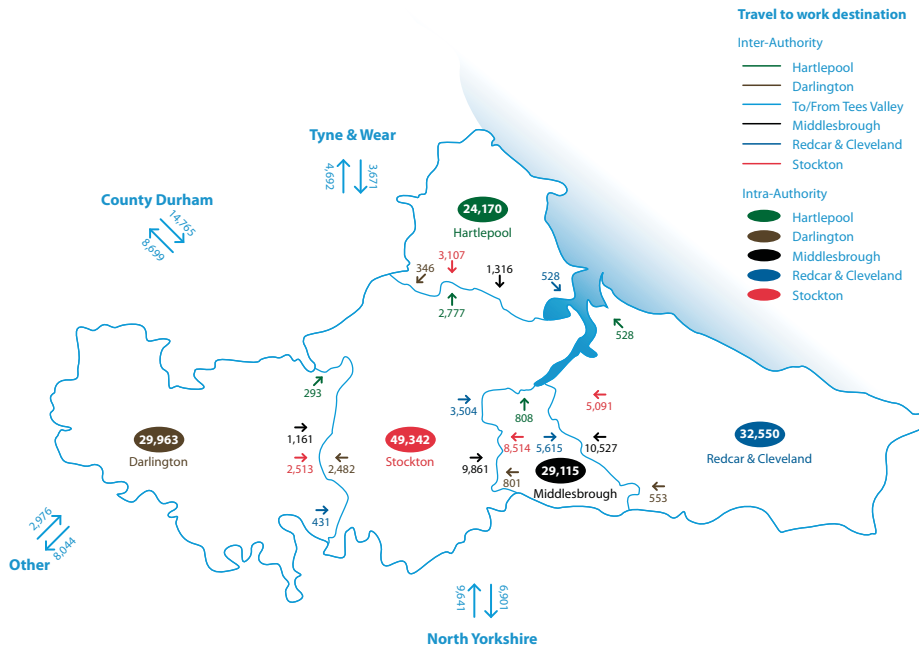 Travel to work destination
Inter-Authority
Hartlepool
Darlington
To/From Tees Valley
Middlesbrough
Redcar & Cleveland
Stockton
Intra-Authority
Hartlepool
Darlington
Middlesbrough
Redcar & Cleveland
Stockton
Tyne & Wear
4,692
3,671
County Durham
14,765
8,699
24,170
Hartlepool
3,107
346
1,316
528
2,777
528
293
3,504
808
5,091
1,161
29,963
Darlington
49,342
Stockton
2,513
2,482
8,514
5,615
10,527
32,550
Redcar & Cleveland
9,861
29,115
801
Middlesbrough
553
431
2,976
8,044
Other
9,641
6,901
North Yorkshire